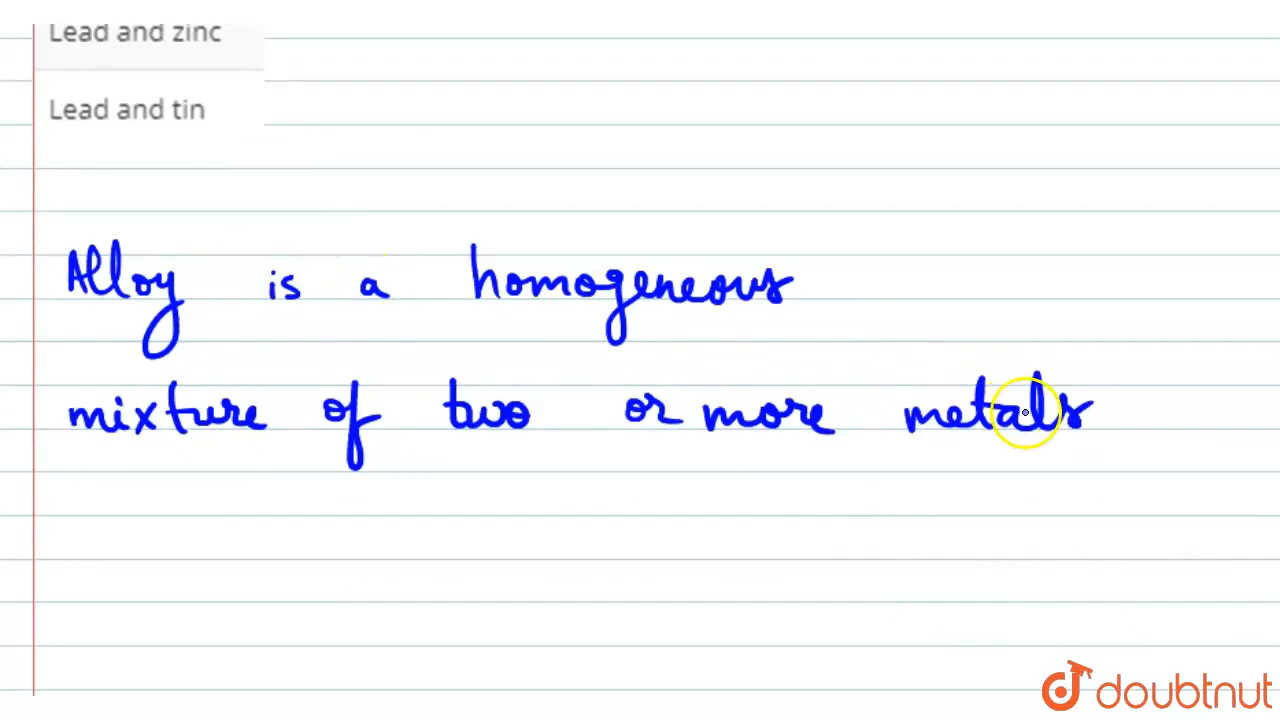 Lead and zinc
Lead and tin
Alloy is a homogeneous
mixture of two or more metals
doubtnut